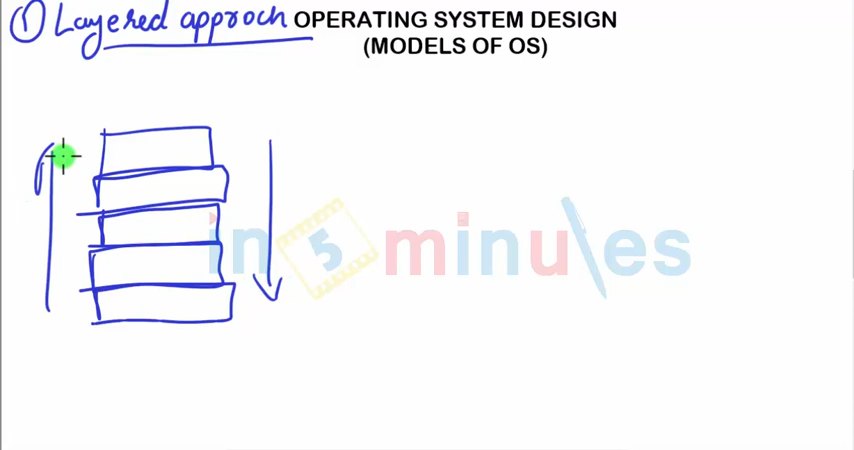 ① Layered approch OPERATING SYSTEM DESIGN
(MODELS OF OS)
in 5 minutes